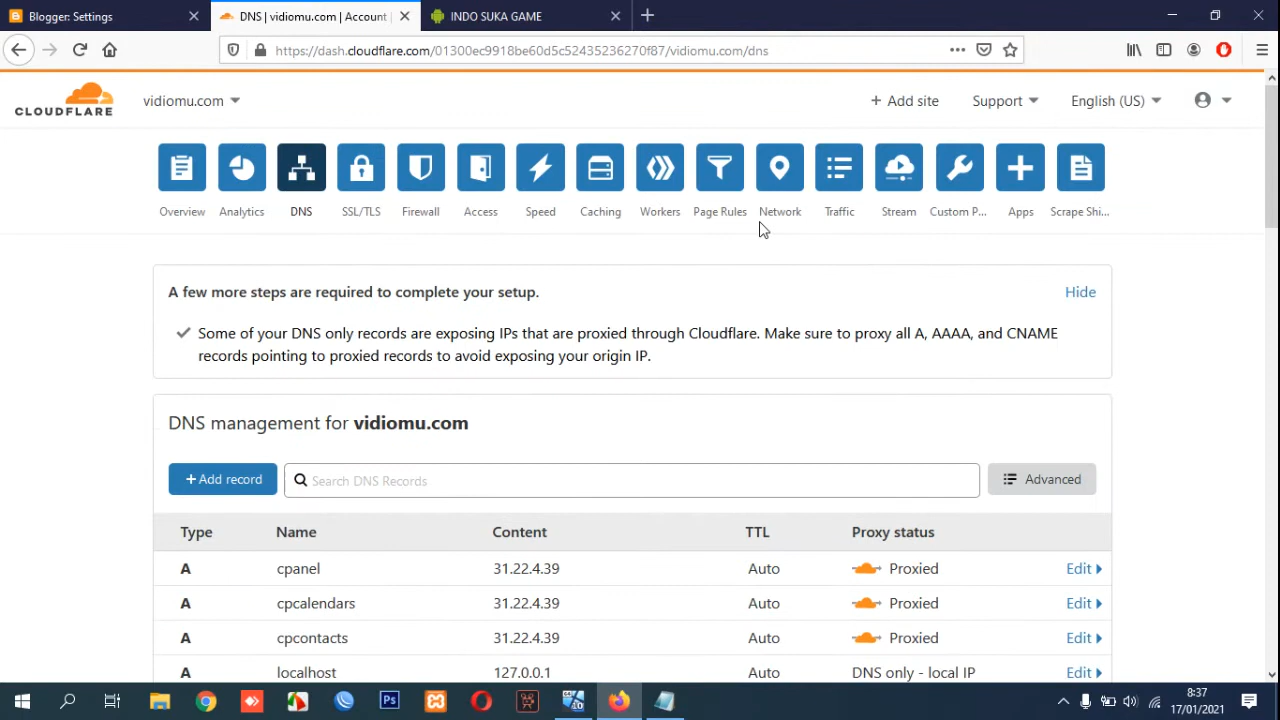 Blogger: Settings
DNS | vidiomu.com | Account
INDO SUKA GAME
https://dash.cloudflare.com/01300ec9918be60d5c52435236270f87/vidiomu.com/dns
CLOUDFLARE
vidiomu.com
+ Add site
Support
English (US)
Overview
Analytics
DNS
SSL/TLS
Firewall
Access
Speed
Caching
Workers
Page Rules
Network
Traffic
Stream
Custom P...
Apps
Scrape Shi...
A few more steps are required to complete your setup.
Hide
Some of your DNS only records are exposing IPs that are proxied through Cloudflare. Make sure to proxy all A, AAAA, and CNAME
records pointing to proxied records to avoid exposing your origin IP.
DNS management for vidiomu.com
+ Add record
Search DNS Records
Advanced
Type Name Content TTL Proxy status
A cpanel 31.22.4.39 Auto Proxied Edit
A cpcalendars 31.22.4.39 Auto Proxied Edit
A cpcontacts 31.22.4.39 Auto Proxied Edit
A localhost 127.0.0.1 Auto DNS only - local IP Edit
Ps
8:37
17/01/2021